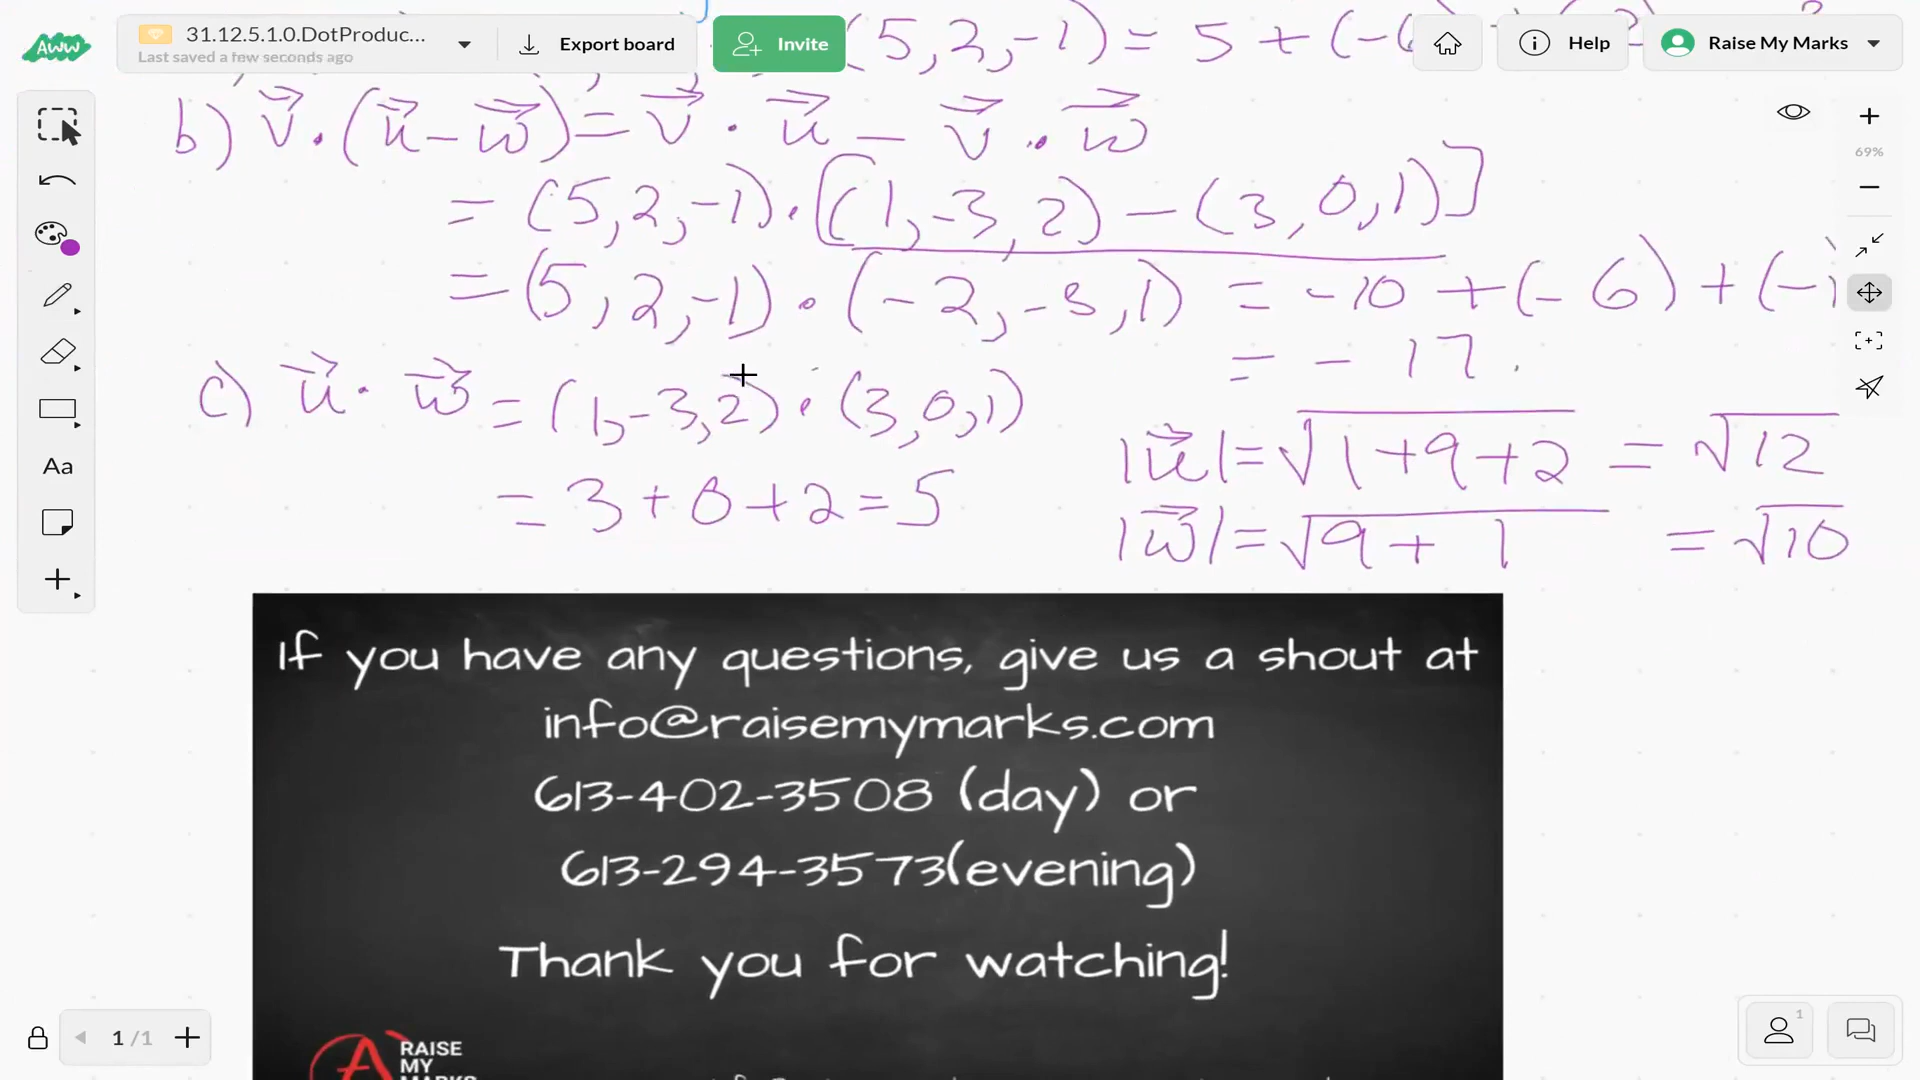 31.12.5.1.0.DotProduc...
Last saved a few seconds ago
Export board
Invite
Help
Raise My Marks
69%
(5,2,-1) = 5 + (-
b) v⃗·(u⃗-w⃗)= v⃗ · u⃗ - v⃗ · w⃗
= (5,2,-1)·[(1,-3,2) - (3,0,1)]
= (5,2,-1) · (-2,-3,1) = -10 + (-6) + (-1
= -17.
c) u⃗· w⃗ = (1,-3,2) · (3,0,1)
= 3 + 0 + 2 = 5
|u⃗|= √1+9+2 = √12
|w⃗|= √9+ 1 = √10
If you have any questions, give us a shout at
info@raisemymarks.com
613-402-3508 (day) or
613-294-3573(evening)
Thank you for watching!
RAISE
MY
MARKS
Aa
1 /1
1
AWW